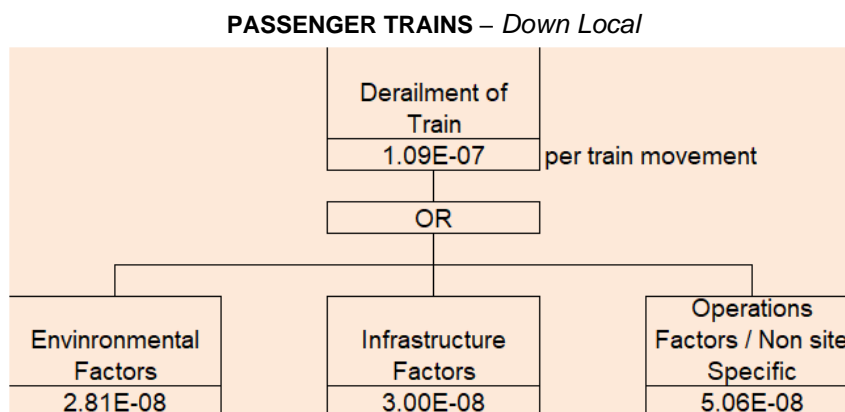 PASSENGER TRAINS – Down Local
Derailment of
Train
1.09E-07 per train movement
OR
Envinronmental
Factors
2.81E-08
Infrastructure
Factors
3.00E-08
Operations
Factors / Non site
Specific
5.06E-08